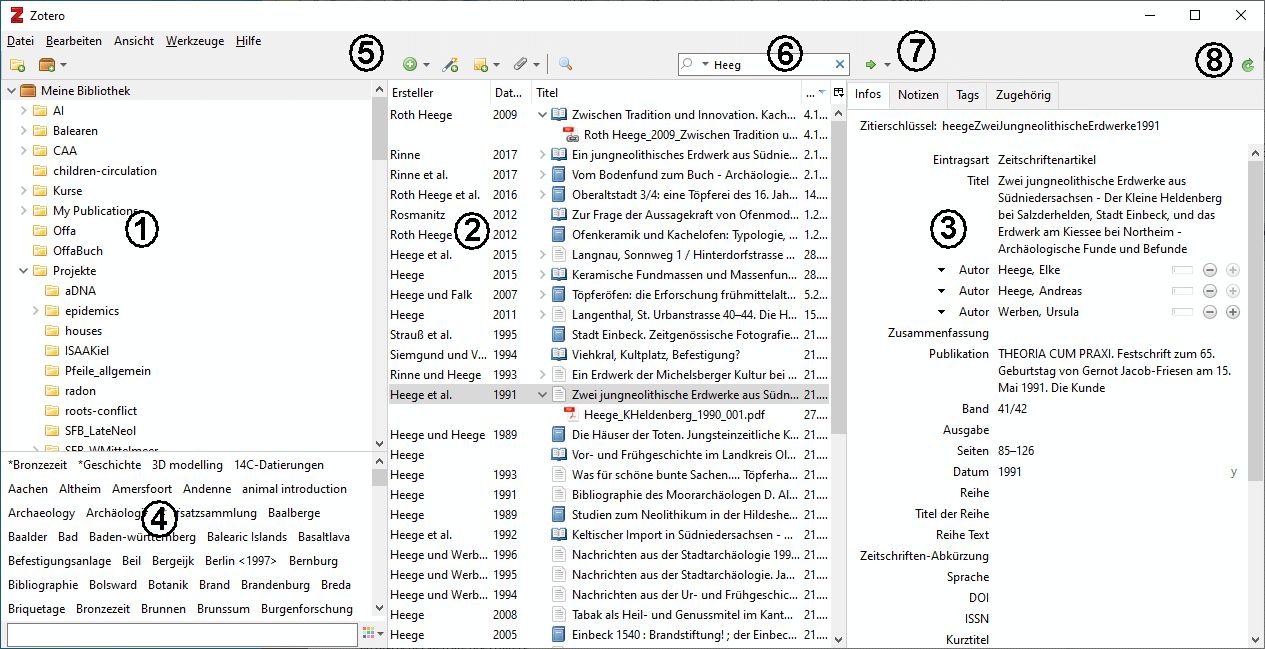 Zotero
Datei Bearbeiten Ansicht Werkzeuge Hilfe
5
Heeg
6
7
8
Meine Bibliothek
AI
Balearen
CAA
children-circulation
Kurse
My Publications
1
Offa
OffaBuch
Projekte
aDNA
epidemics
houses
ISAAKiel
Pfeile_allgemein
radon
roots-conflict
SFB_LateNeol
SFB_WMittelmeer
*Bronzezeit *Geschichte 3D modelling 14C-Datierungen
Aachen Altheim Amersfoort Andenne animal introduction
Archaeology Baalberge
4
Baalder Bad Baden-württemberg Balearic Islands Basaltlava
Befestigungsanlage Beil Bergeijk Berlin <1997> Bernburg
Bibliographie Bolsward Botanik Brand Brandenburg Breda
Briquetage Bronzezeit Brunnen Brunssum Burgenforschung
Ersteller Dat... Titel ...
Roth Heege 2009 Zwischen Tradition und Innovation. Kach... 4.1...
Roth Heege_2009_Zwischen Tradition u... 4.1...
Rinne 2017 Ein jungneolithisches Erdwerk aus Südnie... 2.1...
Rinne et al. 2017 Vom Bodenfund zum Buch - Archäologie... 2.1...
Roth Heege et al. 2016 Oberaltstadt 3/4: eine Töpferei des 16. Jah... 14....
Rosmanitz 2012 Zur Frage der Aussagekraft von Ofenmod... 1.2...
Roth Heege 2012 Ofenkeramik und Kachelofen: Typologie, ... 1.2...
2
Heege et al. 2015 Langnau, Sonnweg 1 / Hinterdorfstrasse ... 28....
Heege 2015 Keramische Fundmassen und Massenfun... 28....
Heege und Falk 2007 Töpferöfen: die Erforschung frühmittelalt... 5.2...
Heege 2011 Langenthal, St. Urbanstrasse 40–44. Die H... 15....
Strauß et al. 1995 Stadt Einbeck. Zeitgenössische Fotografie... 21....
Siemgund und V... 1994 Viehkral, Kultplatz, Befestigung? 21....
Rinne und Heege 1993 Ein Erdwerk der Michelsberger Kultur bei ... 21....
Heege et al. 1991 Zwei jungneolithische Erdwerke aus Südn... 21....
Heege_KHeldenberg_1990_001.pdf 27....
Heege und Heege 1989 Die Häuser der Toten. Jungsteinzeitliche K... 21....
Heege Vor- und Frühgeschichte im Landkreis Ol... 21....
Heege 1993 Was für schöne bunte Sachen.... Töpferha... 21....
Heege 1991 Bibliographie des Moorarchäologen D. Al... 21....
Heege 1989 Studien zum Neolithikum in der Hildeshe... 21....
Heege et al. 1992 Keltischer Import in Südniedersachsen - ... 21....
Heege und Werb... 1996 Nachrichten aus der Stadtarchäologie 199... 21....
Heege und Werb... 1995 Nachrichten aus der Stadtarchäologie. Ja... 21....
Heege und Werb... 1994 Nachrichten aus der Ur- und Frühgeschic... 21....
Heege 2008 Tabak als Heil- und Genussmitel im Kant... 21....
Heege 2005 Einbeck 1540 : Brandstiftung! ; der Einbec... 21....
Infos Notizen Tags Zugehörig
Zitierschlüssel: heegeZweiJungneolithischeErdwerke1991
Eintragsart Zeitschriftenartikel
Titel Zwei jungneolithische Erdwerke aus
Südniedersachsen - Der Kleine Heldenberg
bei Salzderhelden, Stadt Einbeck, und das
Erdwerk am Kiessee bei Northeim -
Archäologische Funde und Befunde
3
Autor Heege, Elke
Autor Heege, Andreas
Autor Werben, Ursula
Zusammenfassung
Publikation THEORIA CUM PRAXI. Festschrift zum 65.
Geburtstag von Gernot Jacob-Friesen am 15.
Mai 1991. Die Kunde
Band 41/42
Ausgabe
Seiten 85–126
Datum 1991 y
Reihe
Titel der Reihe
Reihe Text
Zeitschriften-Abkürzung
Sprache
DOI
ISSN
Kurztitel